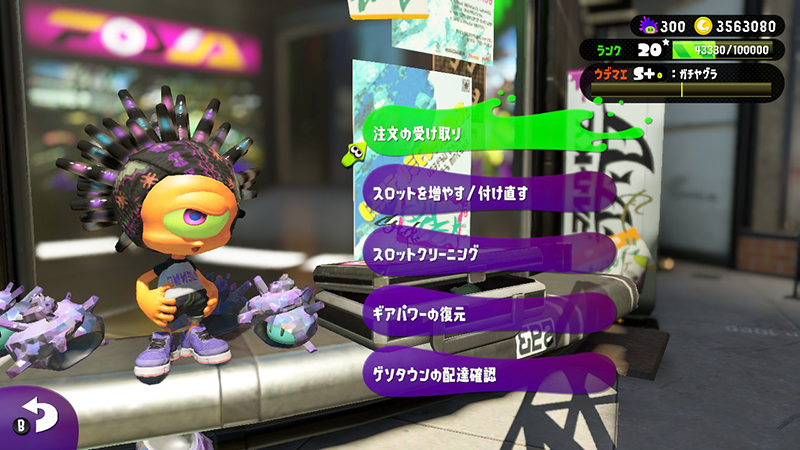 300 3563080
ランク 20★ 43330/100000
ウデマエ S+0 :ガチヤグラ
注文の受け取り
スロットを増やす/付け直す
スロットクリーニング
ギアパワーの復元
ゲソタウンの配達確認
B